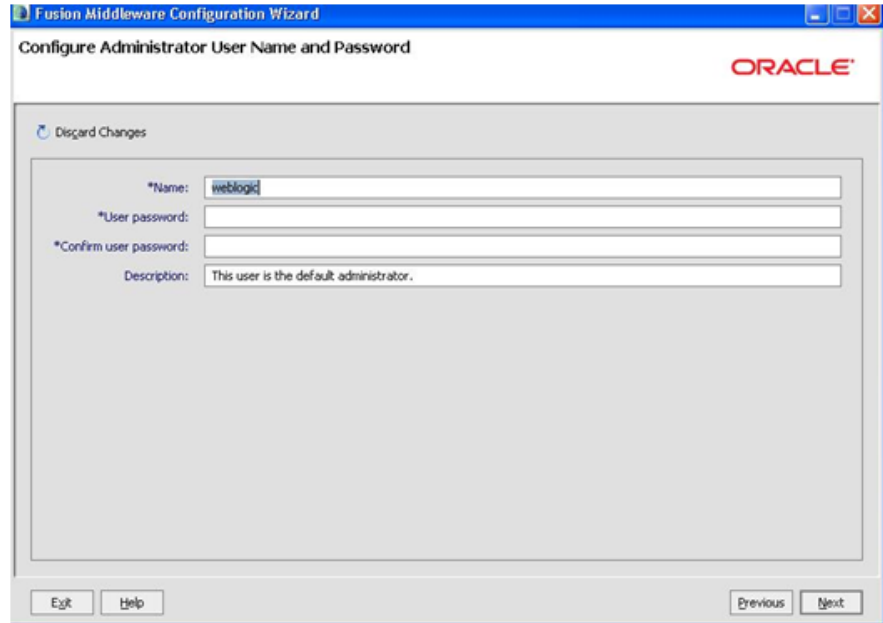 Fusion Middleware Configuration Wizard
Configure Administrator User Name and Password
ORACLE
Discard Changes
*Name: weblogic
*User password:
*Confirm user password:
Description: This user is the default administrator.
Exit Help Previous Next